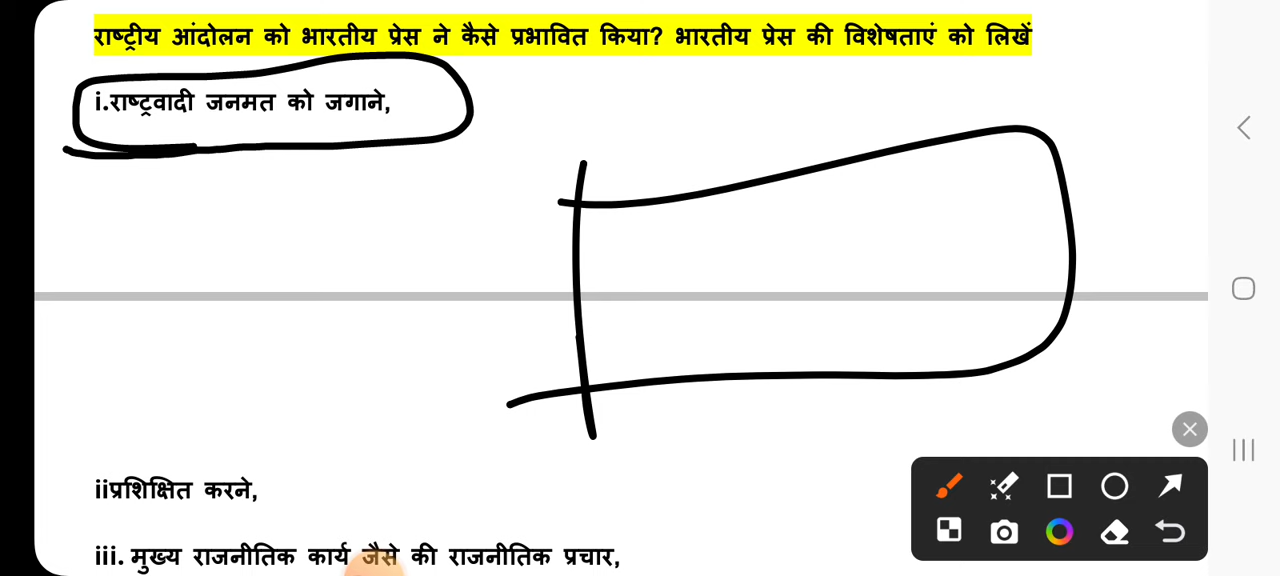 राष्ट्रीय आंदोलन को भारतीय प्रेस ने कैसे प्रभावित किया? भारतीय प्रेस की विशेषताएं को लिखें
i.राष्ट्रवादी जनमत को जगाने,
iiप्रशिक्षित करने,
iii. मुख्य राजनीतिक कार्य जैसे की राजनीतिक प्रचार,